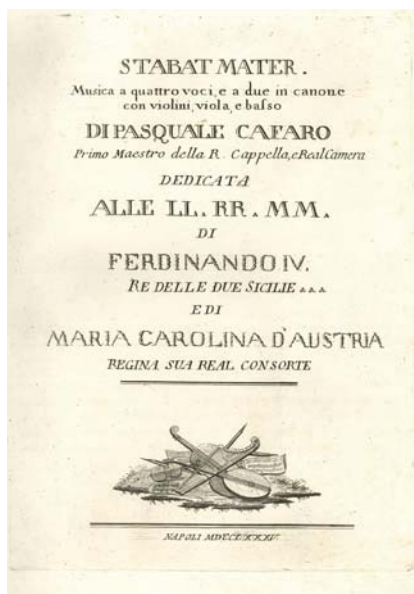 STABAT MATER.
Musica a quattro voci, e a due in canone
con violini, viola, e basso
DI PASQUALE CAFARO
Primo Maestro della R. Cappella, e Real Camera
DEDICATA
ALLE LL. RR. MM.
DI
FERDINANDO IV.
RE DELLE DUE SICILIE &.&.&.
E DI
MARIA CAROLINA D'AUSTRIA
REGINA SUA REAL CONSORTE
NAPOLI MDCCLXXXV.